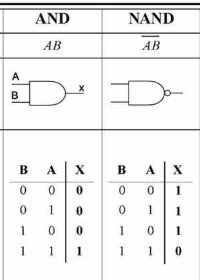 AND NAND
AB \overline{AB}
A
B X
B A X B A X
0 0 0 0 0 1
0 1 0 0 1 1
1 0 0 1 0 1
1 1 1 1 1 0